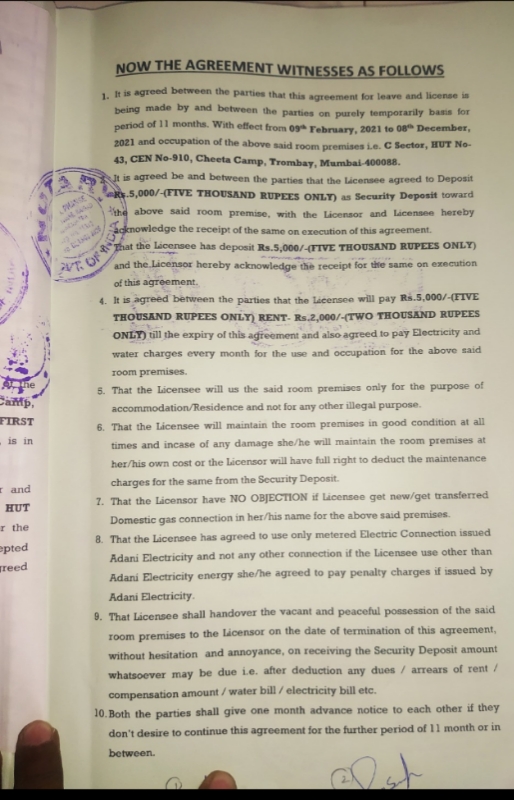 NOW THE AGREEMENT WITNESSES AS FOLLOWS
1. It is agreed between the parties that this agreement for leave and license is
being made by and between the parties on purely temporarily basis for
period of 11 months. With effect from 09th February, 2021 to 08th December,
2021 and occupation of the above said room premises i.e. C Sector, HUT No-
43, CEN No-910, Cheeta Camp, Trombay, Mumbai-400088.
It is agreed be and between the parties that the Licensee agreed to Deposit
Rs.5,000/-(FIVE THOUSAND RUPEES ONLY) as Security Deposit toward
the above said room premise, with the Licensor and Licensee hereby
acknowledge the receipt of the same on execution of this agreement.
That the Licensee has deposit Rs.5,000/-(FIVE THOUSAND RUPEES ONLY)
and the Licensor hereby acknowledge the receipt for the same on execution
of this agreement.
4. It is agreed between the parties that the Licensee will pay Rs.5,000/-(FIVE
THOUSAND RUPEES ONLY) RENT- Rs.2,000/-(TWO THOUSAND RUPEES
ONLY) till the expiry of this agreement and also agreed to pay Electricity and
water charges every month for the use and occupation for the above said
room premises.
5. That the Licensee will us the said room premises only for the purpose of
accommodation/Residence and not for any other illegal purpose.
6. That the Licensee will maintain the room premises in good condition at all
times and incase of any damage she/he will maintain the room premises at
her/his own cost or the Licensor will have full right to deduct the maintenance
charges for the same from the Security Deposit.
7. That the Licensor have NO OBJECTION if Licensee get new/get transferred
Domestic gas connection in her/his name for the above said premises.
8. That the Licensee has agreed to use only metered Electric Connection issued
Adani Electricity and not any other connection if the Licensee use other than
Adani Electricity energy she/he agreed to pay penalty charges if issued by
Adani Electricity.
9. That Licensee shall handover the vacant and peaceful possession of the said
room premises to the Licensor on the date of termination of this agreement,
without hesitation and annoyance, on receiving the Security Deposit amount
whatsoever may be due i.e. after deduction any dues / arrears of rent /
compensation amount / water bill / electricity bill etc.
10. Both the parties shall give one month advance notice to each other if they
don't desire to continue this agreement for the further period of 11 month or in
between.
NOTARY
GOVT. OF INDIA
the
Camp,
FIRST
is in
and
HUT
r the
epted
greed